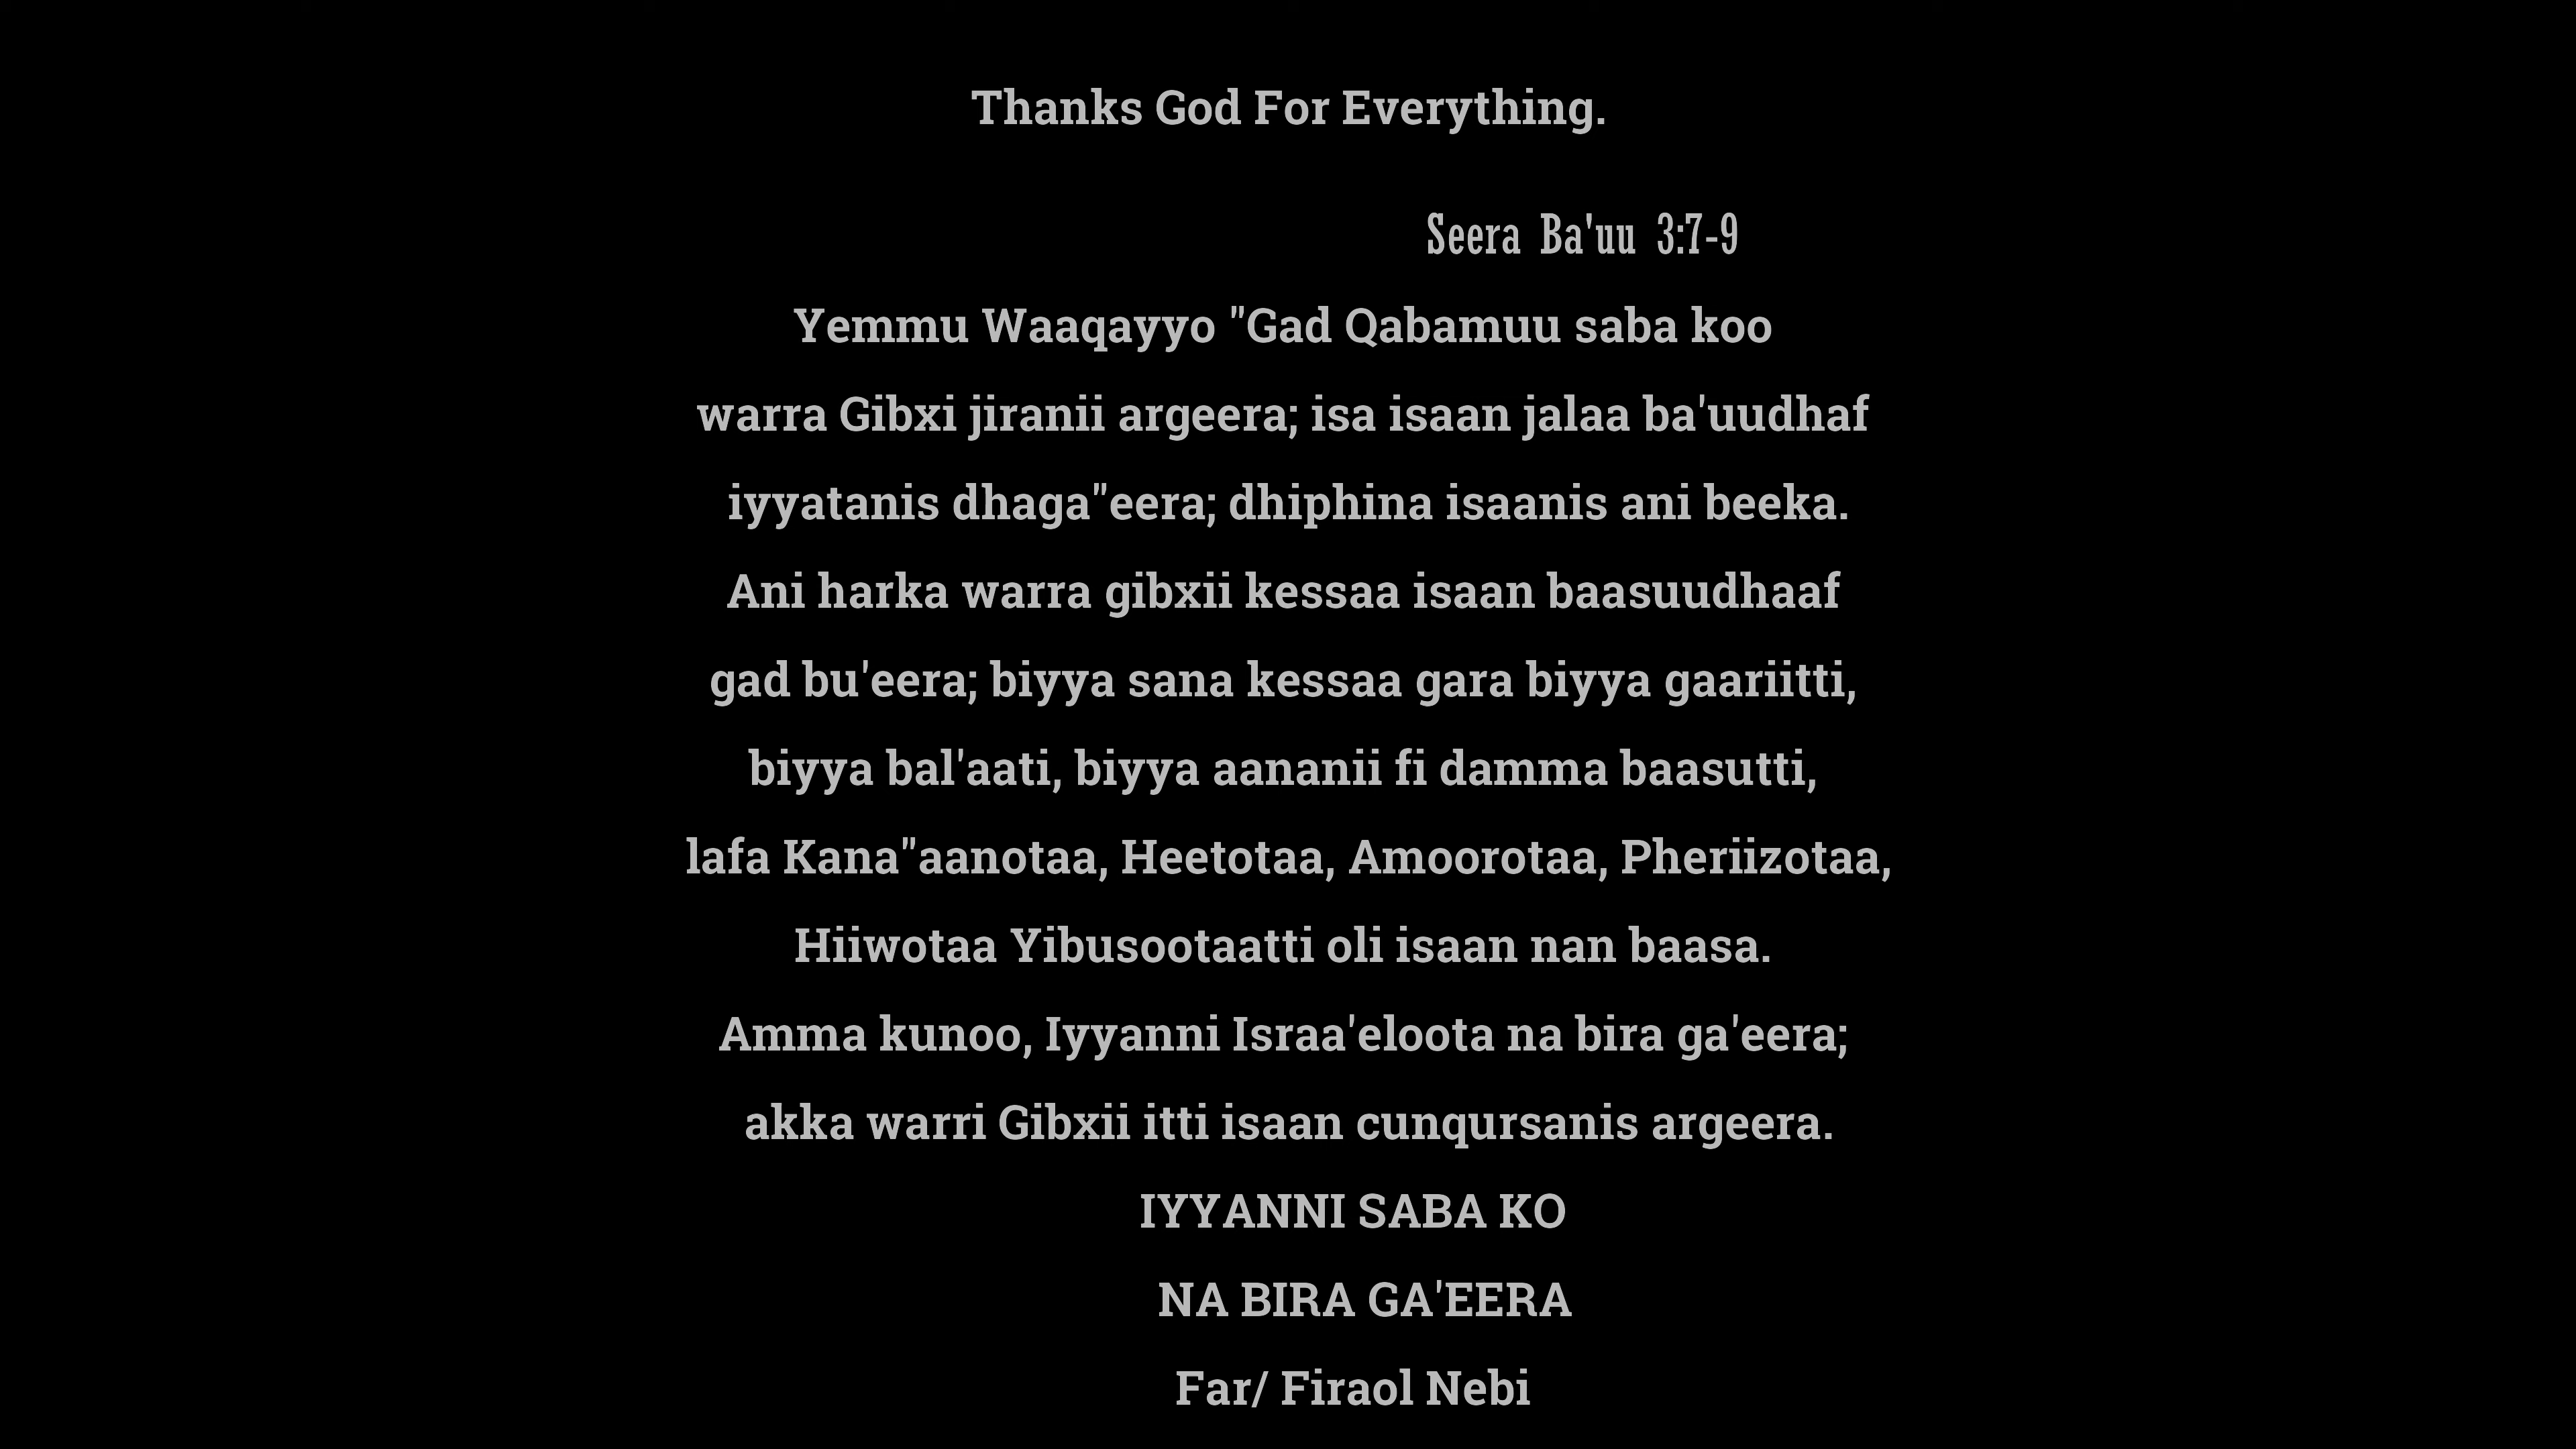 Thanks God For Everything.
Seera Ba'uu 3:7-9
Yemmu Waaqayyo "Gad Qabamuu saba koo
warra Gibxi jiranii argeera; isa isaan jalaa ba'uudhaf
iyyatanis dhaga"eera; dhiphina isaanis ani beeka.
Ani harka warra gibxii kessaa isaan baasuudhaaf
gad bu'eera; biyya sana kessaa gara biyya gaariitti,
biyya bal'aati, biyya aananii fi damma baasutti,
lafa Kana"aanotaa, Heetotaa, Amoorotaa, Pheriizotaa,
Hiiwotaa Yibusootaatti oli isaan nan baasa.
Amma kunoo, Iyyanni Israa'eloota na bira ga'eera;
akka warri Gibxii itti isaan cunqursanis argeera.
IYYANNI SABA KO
NA BIRA GA'EERA
Far/ Firaol Nebi